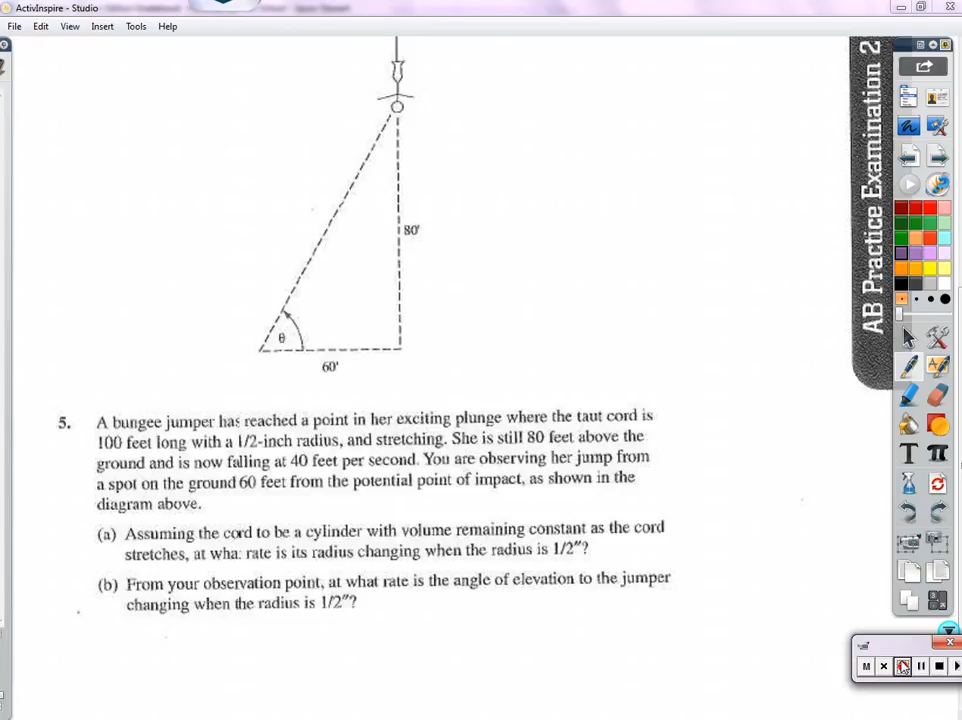 ActivInspire - Studio
File Edit View Insert Tools Help
AB Practice Examination 2
80'
θ
60'
5. A bungee jumper has reached a point in her exciting plunge where the taut cord is
100 feet long with a 1/2-inch radius, and stretching. She is still 80 feet above the
ground and is now falling at 40 feet per second. You are observing her jump from
a spot on the ground 60 feet from the potential point of impact, as shown in the
diagram above.
(a) Assuming the cord to be a cylinder with volume remaining constant as the cord
stretches, at wha: rate is its radius changing when the radius is 1/2″?
(b) From your observation point, at what rate is the angle of elevation to the jumper
changing when the radius is 1/2″?
T π
M